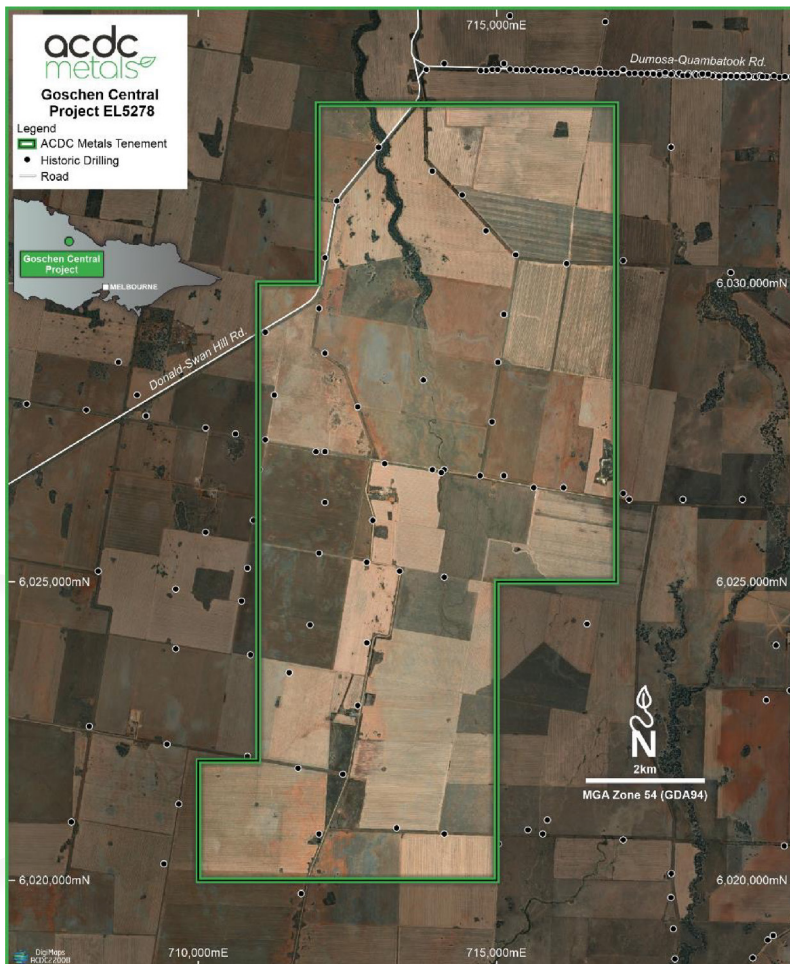 715,000mE
acdc
metals
Goschen Central
Project EL5278
Legend
ACDC Metals Tenement
Historic Drilling
Road
Dumosa-Quambatook Rd.
Goschen Central
Project
MELBOURNE
6,030,000mN
Donald-Swan Hill Rd.
6,025,000mN
6,025,000mN
N
2km
MGA Zone 54 (GDA94)
6,020,000mN
6,020,000mN
710,000mE
715,000mE
DigiMaps